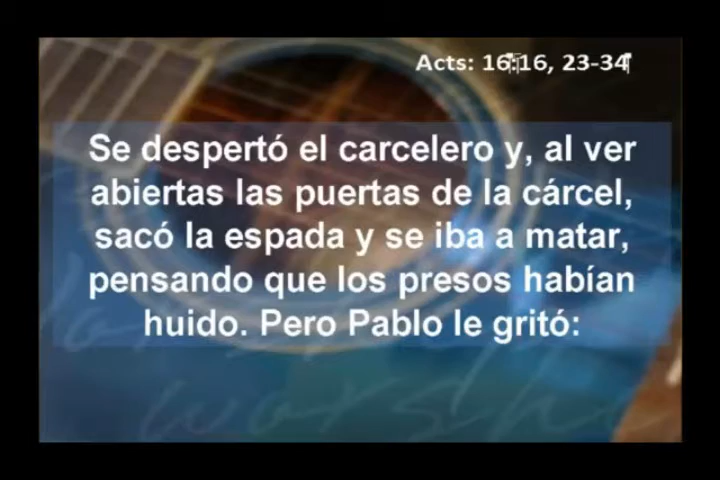 Acts: 16:16, 23-34
Se despertó el carcelero y, al ver
abiertas las puertas de la cárcel,
sacó la espada y se iba a matar,
pensando que los presos habían
huido. Pero Pablo le gritó:
worship